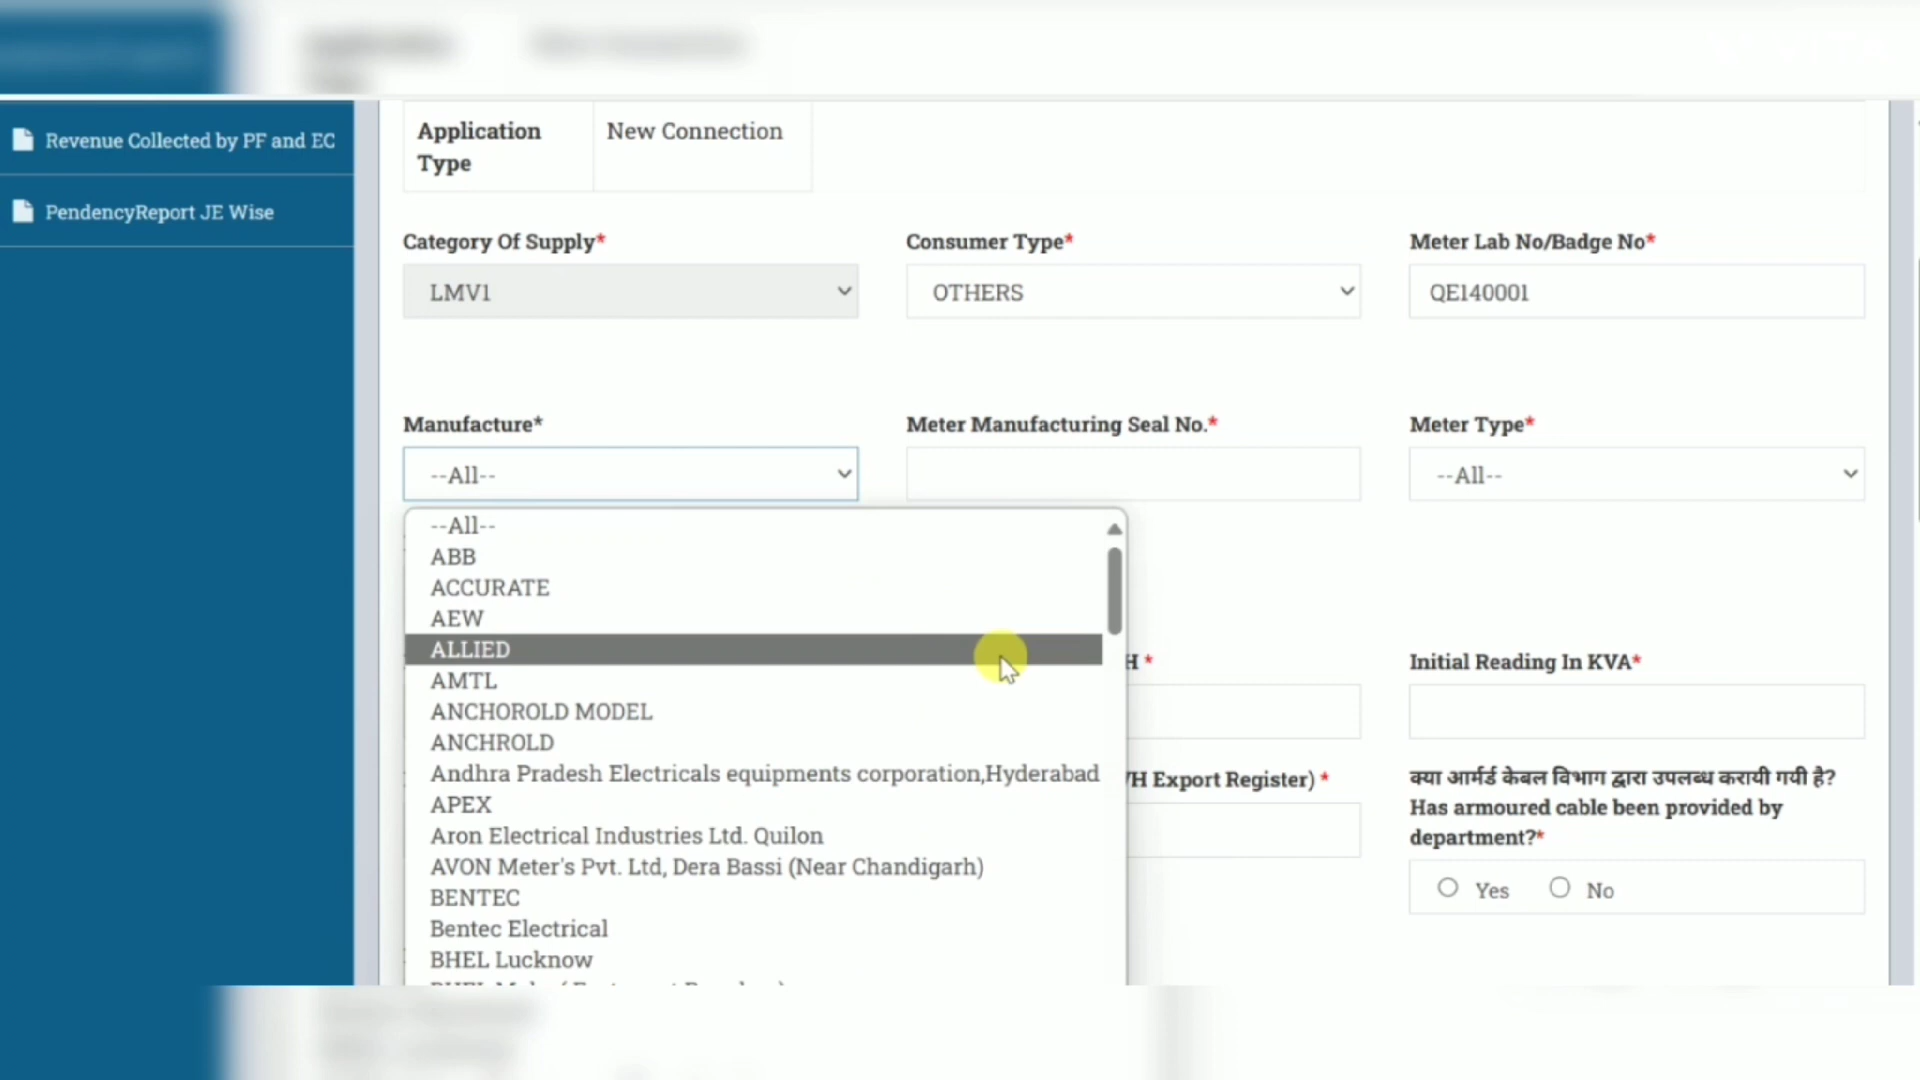 Revenue Collected by PF and EC
PendencyReport JE Wise
Application
Type
New Connection
Category Of Supply*
Consumer Type*
Meter Lab No/Badge No*
LMV1
OTHERS
QE140001
Manufacture*
Meter Manufacturing Seal No.*
Meter Type*
--All--
--All--
--All--
ABB
ACCURATE
AEW
ALLIED
AMTL
ANCHOROLD MODEL
ANCHROLD
Andhra Pradesh Electricals equipments corporation,Hyderabad
APEX
Aron Electrical Industries Ltd. Quilon
AVON Meter's Pvt. Ltd, Dera Bassi (Near Chandigarh)
BENTEC
Bentec Electrical
BHEL Lucknow
H *
Initial Reading In KVA*
/H Export Register) *
क्या आर्मर्ड केबल विभाग द्वारा उपलब्ध करायी गयी है?
Has armoured cable been provided by
department?*
Yes
No